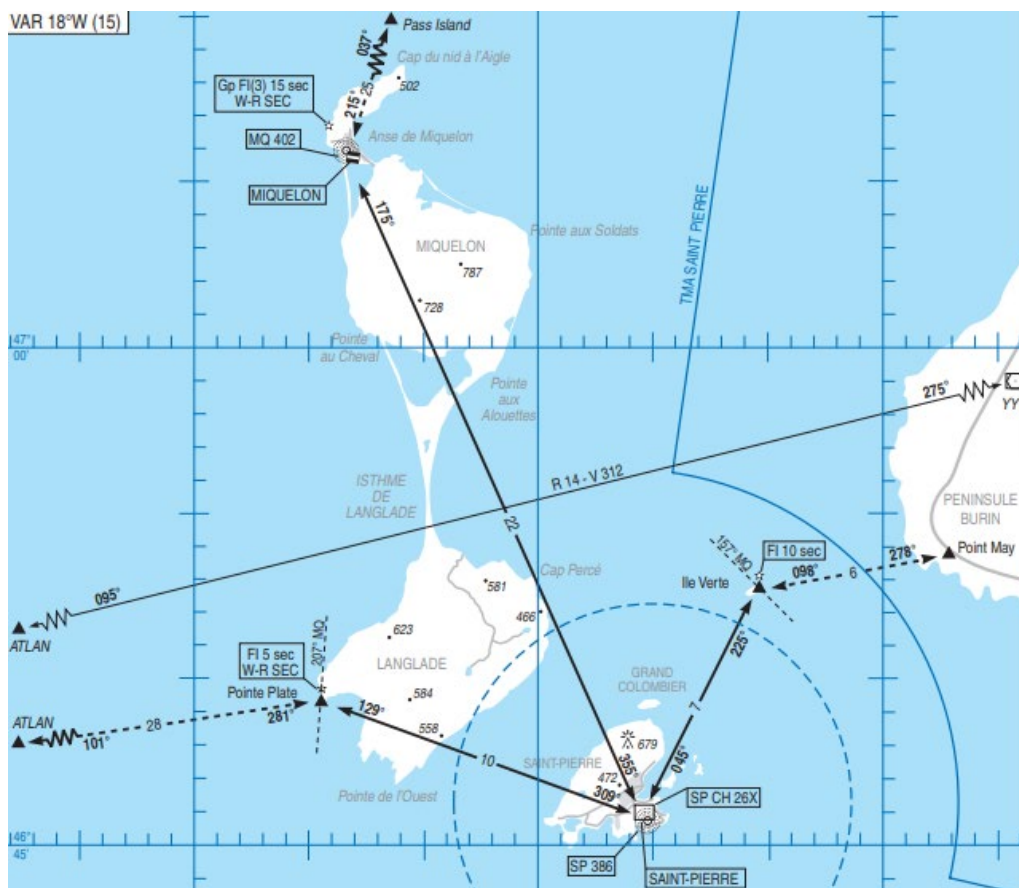 VAR 18°W (15)
Pass Island
037°
Cap du nid à l'Aigle
502
25
215°
Gp Fl(3) 15 sec
W-R SEC
MQ 402
Anse de Miquelon
MIQUELON
175°
Pointe aux Soldats
MIQUELON
787
728
TMA SAINT PIERRE
47°
00'
Pointe
au Cheval
Pointe
aux
Alouettes
275°
YY
R 14 - V 312
ISTHME
DE
LANGLADE
22
PENINSULE
BURIN
157° MQ
Fl 10 sec
278°
Point May
Cap Percé
581
Ile Verte
098°
6
095°
466
ATLAN
623
207° MQ
225°
Fl 5 sec
W-R SEC
LANGLADE
GRAND
COLOMBIER
Pointe Plate
584
129°
7
ATLAN
28
281°
101°
558
679
10
SAINT-PIERRE
355°
045°
472
309°
Pointe de l'Ouest
SP CH 26X
46°
45'
SP 386
SAINT-PIERRE